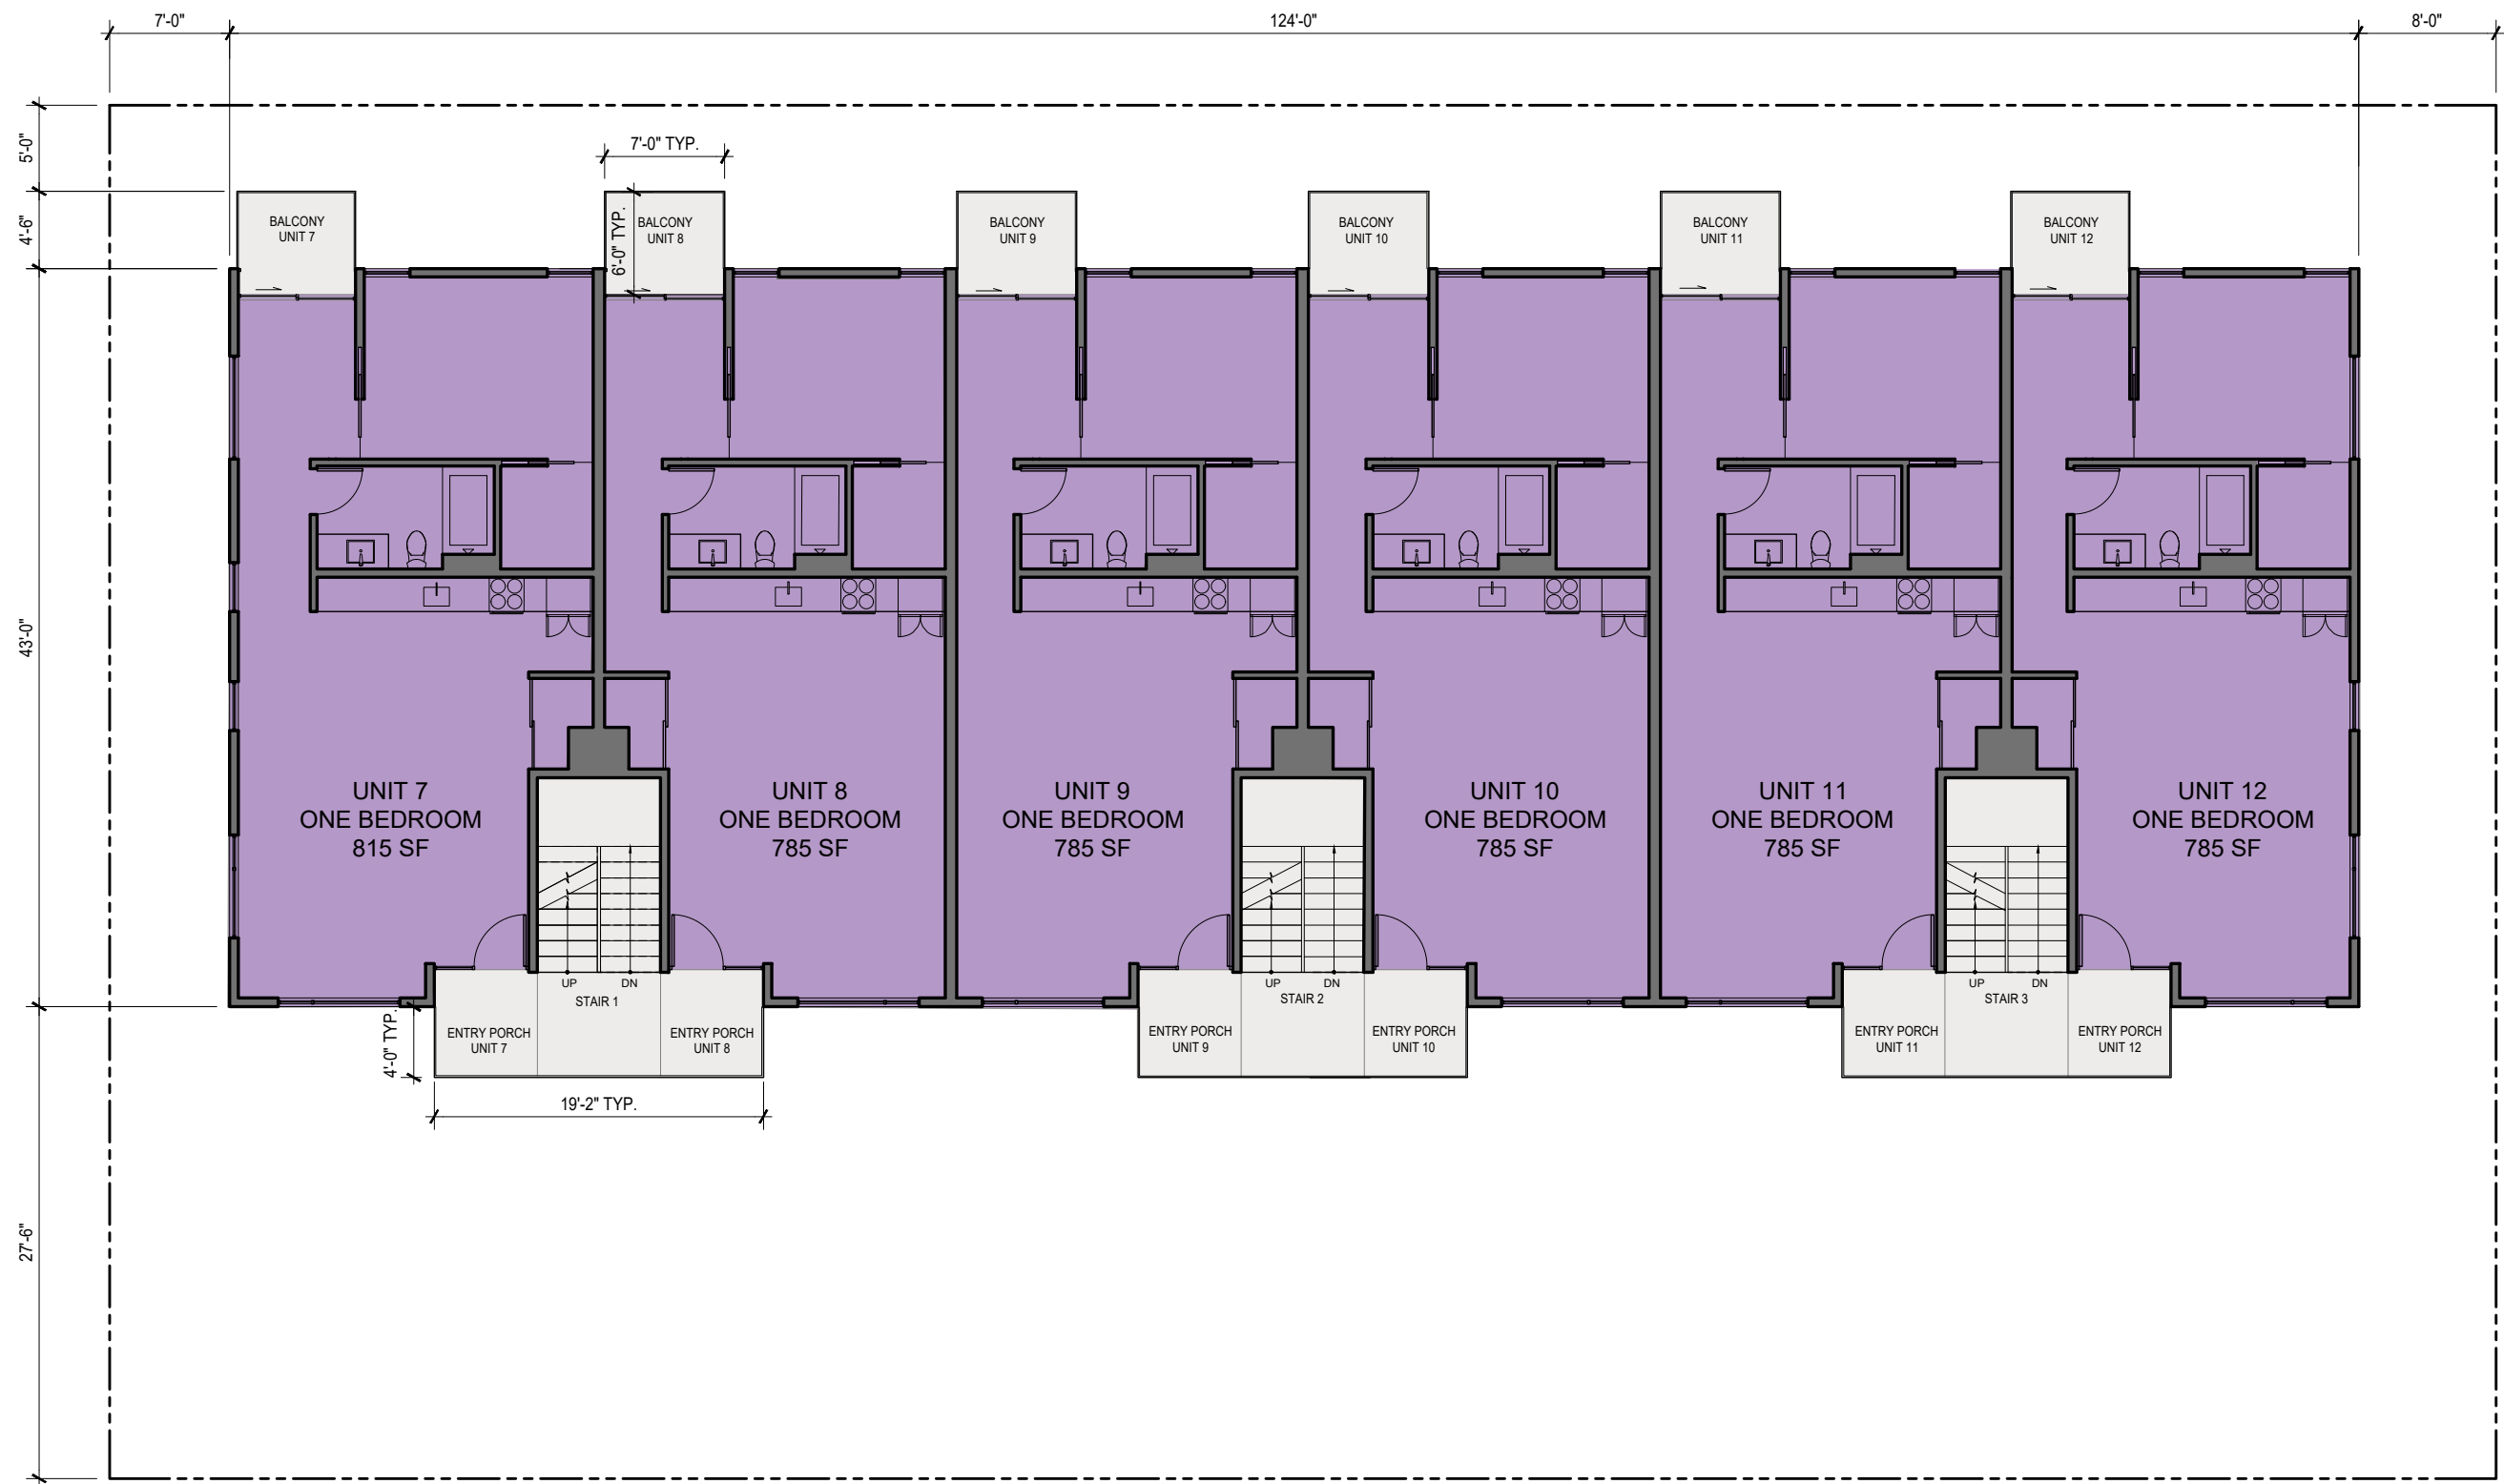 7'-0"
124'-0"
8'-0"
5'-0"
7'-0" TYP.
4'-6"
6'-0" TYP.
BALCONY
UNIT 7
BALCONY
UNIT 8
BALCONY
UNIT 9
BALCONY
UNIT 10
BALCONY
UNIT 11
BALCONY
UNIT 12
43'-0"
UNIT 7
ONE BEDROOM
815 SF
UNIT 8
ONE BEDROOM
785 SF
UNIT 9
ONE BEDROOM
785 SF
UNIT 10
ONE BEDROOM
785 SF
UNIT 11
ONE BEDROOM
785 SF
UNIT 12
ONE BEDROOM
785 SF
UP
DN
STAIR 1
UP
DN
STAIR 2
UP
DN
STAIR 3
4'-0" TYP.
ENTRY PORCH
UNIT 7
ENTRY PORCH
UNIT 8
ENTRY PORCH
UNIT 9
ENTRY PORCH
UNIT 10
ENTRY PORCH
UNIT 11
ENTRY PORCH
UNIT 12
19'-2" TYP.
27'-6"